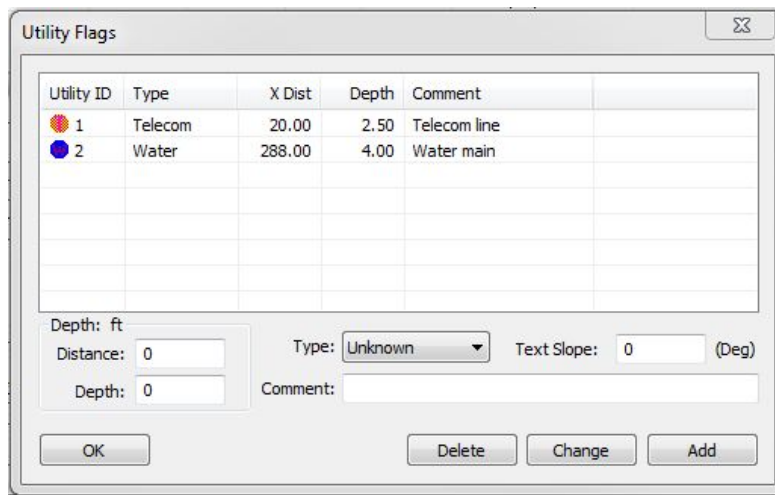 Utility Flags
Utility ID Type X Dist Depth Comment
1 Telecom 20.00 2.50 Telecom line
2 Water 288.00 4.00 Water main
Depth: ft
Distance: 0 Type: Unknown Text Slope: 0 (Deg)
Depth: 0 Comment:
OK Delete Change Add